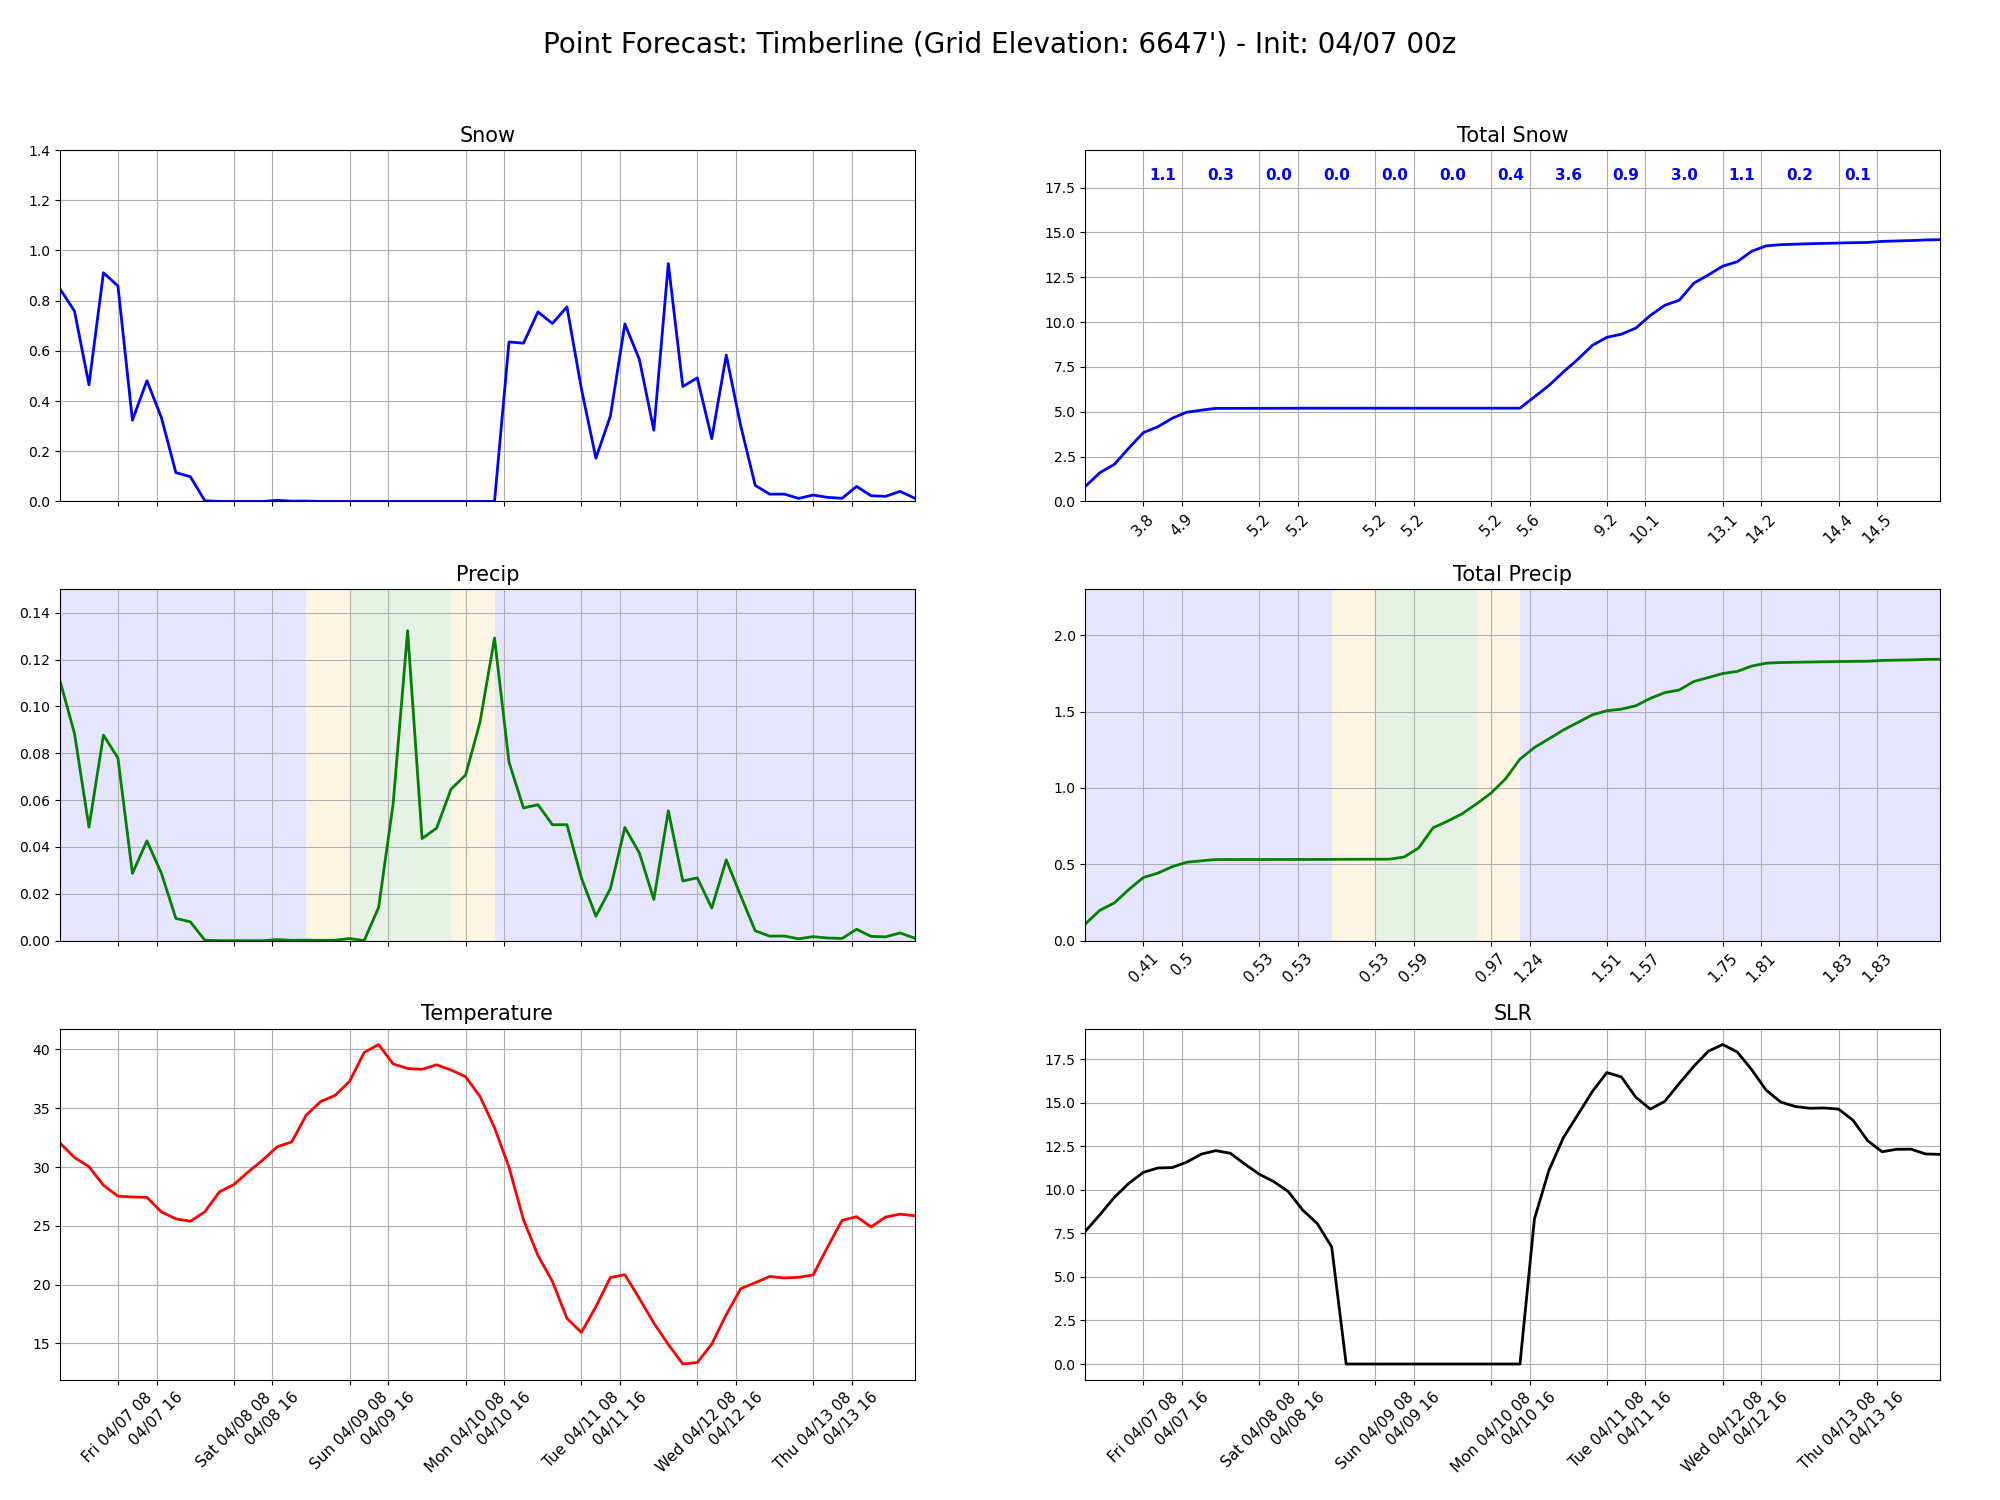 Point Forecast: Timberline (Grid Elevation: 6647') - Init: 04/07 00z
Snow
1.4
1.2
1.0
0.8
0.6
0.4
0.2
0.0
Total Snow
1.1 0.3 0.0 0.0 0.0 0.0 0.4 3.6 0.9 3.0 1.1 0.2 0.1
17.5
15.0
12.5
10.0
7.5
5.0
2.5
0.0
3.8 4.9 5.2 5.2 5.2 5.2 5.2 5.6 9.2 10.1 13.1 14.2 14.4 14.5
Precip
0.14
0.12
0.10
0.08
0.06
0.04
0.02
0.00
Total Precip
2.0
1.5
1.0
0.5
0.0
0.41 0.5 0.53 0.53 0.53 0.59 0.97 1.24 1.51 1.57 1.75 1.81 1.83 1.83
Temperature
40
35
30
25
20
15
Fri 04/07 08
04/07 16
Sat 04/08 08
04/08 16
Sun 04/09 08
04/09 16
Mon 04/10 08
04/10 16
Tue 04/11 08
04/11 16
Wed 04/12 08
04/12 16
Thu 04/13 08
04/13 16
SLR
17.5
15.0
12.5
10.0
7.5
5.0
2.5
0.0
Fri 04/07 08
04/07 16
Sat 04/08 08
04/08 16
Sun 04/09 08
04/09 16
Mon 04/10 08
04/10 16
Tue 04/11 08
04/11 16
Wed 04/12 08
04/12 16
Thu 04/13 08
04/13 16